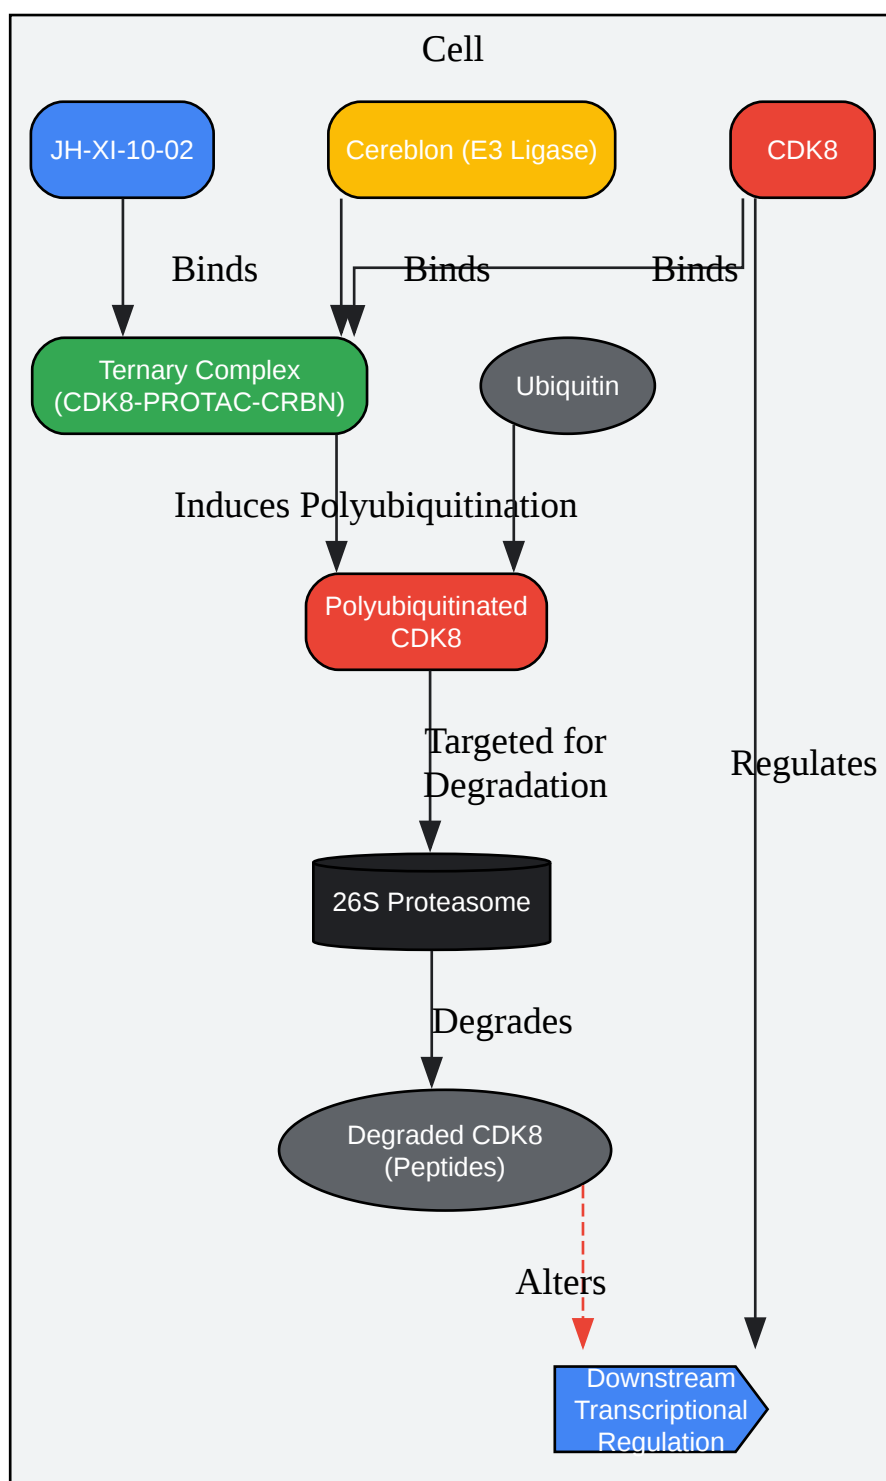 Cell
JH-XI-10-02
Cereblon (E3 Ligase)
CDK8
Binds
Binds
Binds
Ternary Complex
(CDK8-PROTAC-CRBN)
Ubiquitin
Induces Polyubiquitination
Polyubiquitinated
CDK8
Targeted for
Degradation
Regulates
26S Proteasome
Degrades
Degraded CDK8
(Peptides)
Alters
Downstream
Transcriptional
Regulation